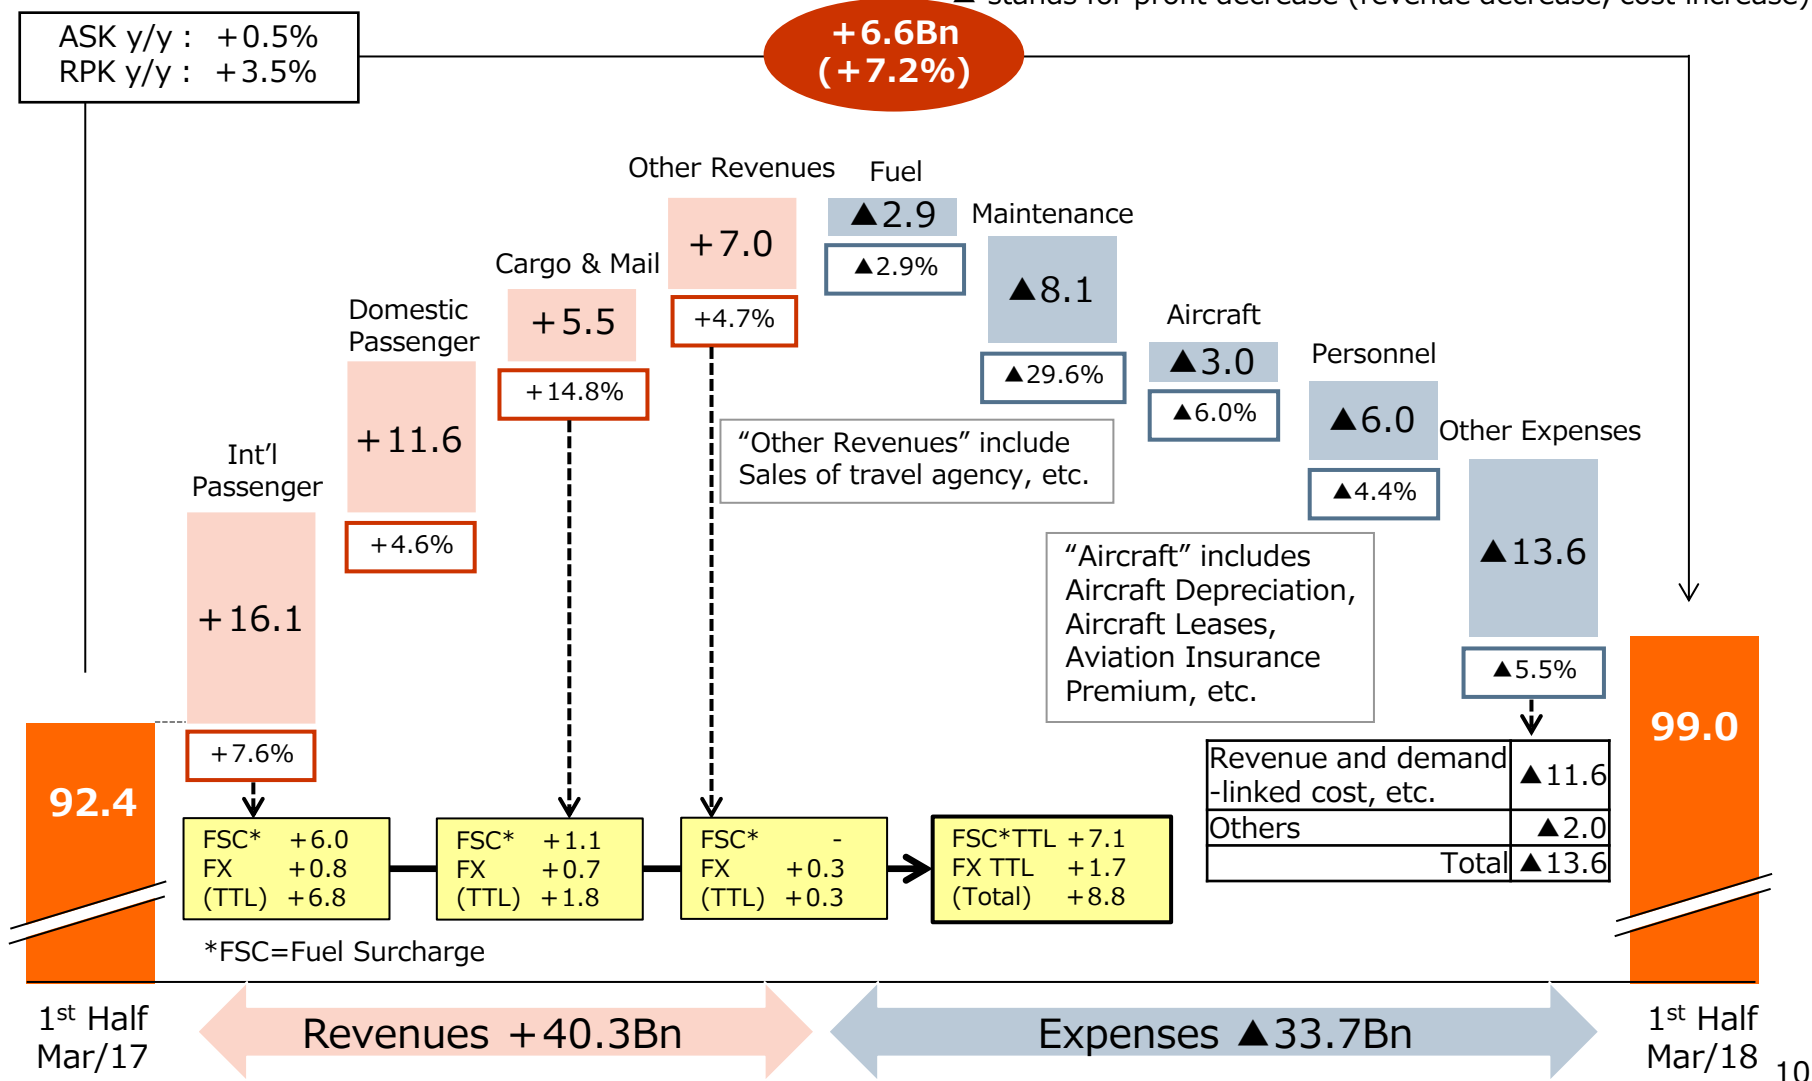 ▲ stands for profit decrease (revenue decrease, cost increase)
ASK y/y : +0.5%
RPK y/y : +3.5%
+6.6Bn
(+7.2%)
Other Revenues
+7.0
+4.7%
Fuel
▲2.9
▲2.9%
Maintenance
▲8.1
▲29.6%
Cargo & Mail
+5.5
+14.8%
Domestic
Passenger
+11.6
+4.6%
Int'l
Passenger
+16.1
+7.6%
Aircraft
▲3.0
▲6.0%
Personnel
▲6.0
▲4.4%
Other Expenses
▲13.6
▲5.5%
“Other Revenues” include
Sales of travel agency, etc.
“Aircraft” includes
Aircraft Depreciation,
Aircraft Leases,
Aviation Insurance
Premium, etc.
92.4
99.0
FSC* +6.0
FX +0.8
(TTL) +6.8
FSC* +1.1
FX +0.7
(TTL) +1.8
FSC* -
FX +0.3
(TTL) +0.3
FSC*TTL +7.1
FX TTL +1.7
(Total) +8.8
Revenue and demand
-linked cost, etc. ▲11.6
Others ▲2.0
Total ▲13.6
*FSC=Fuel Surcharge
1st Half
Mar/17
Revenues +40.3Bn
Expenses ▲33.7Bn
1st Half
Mar/18
10